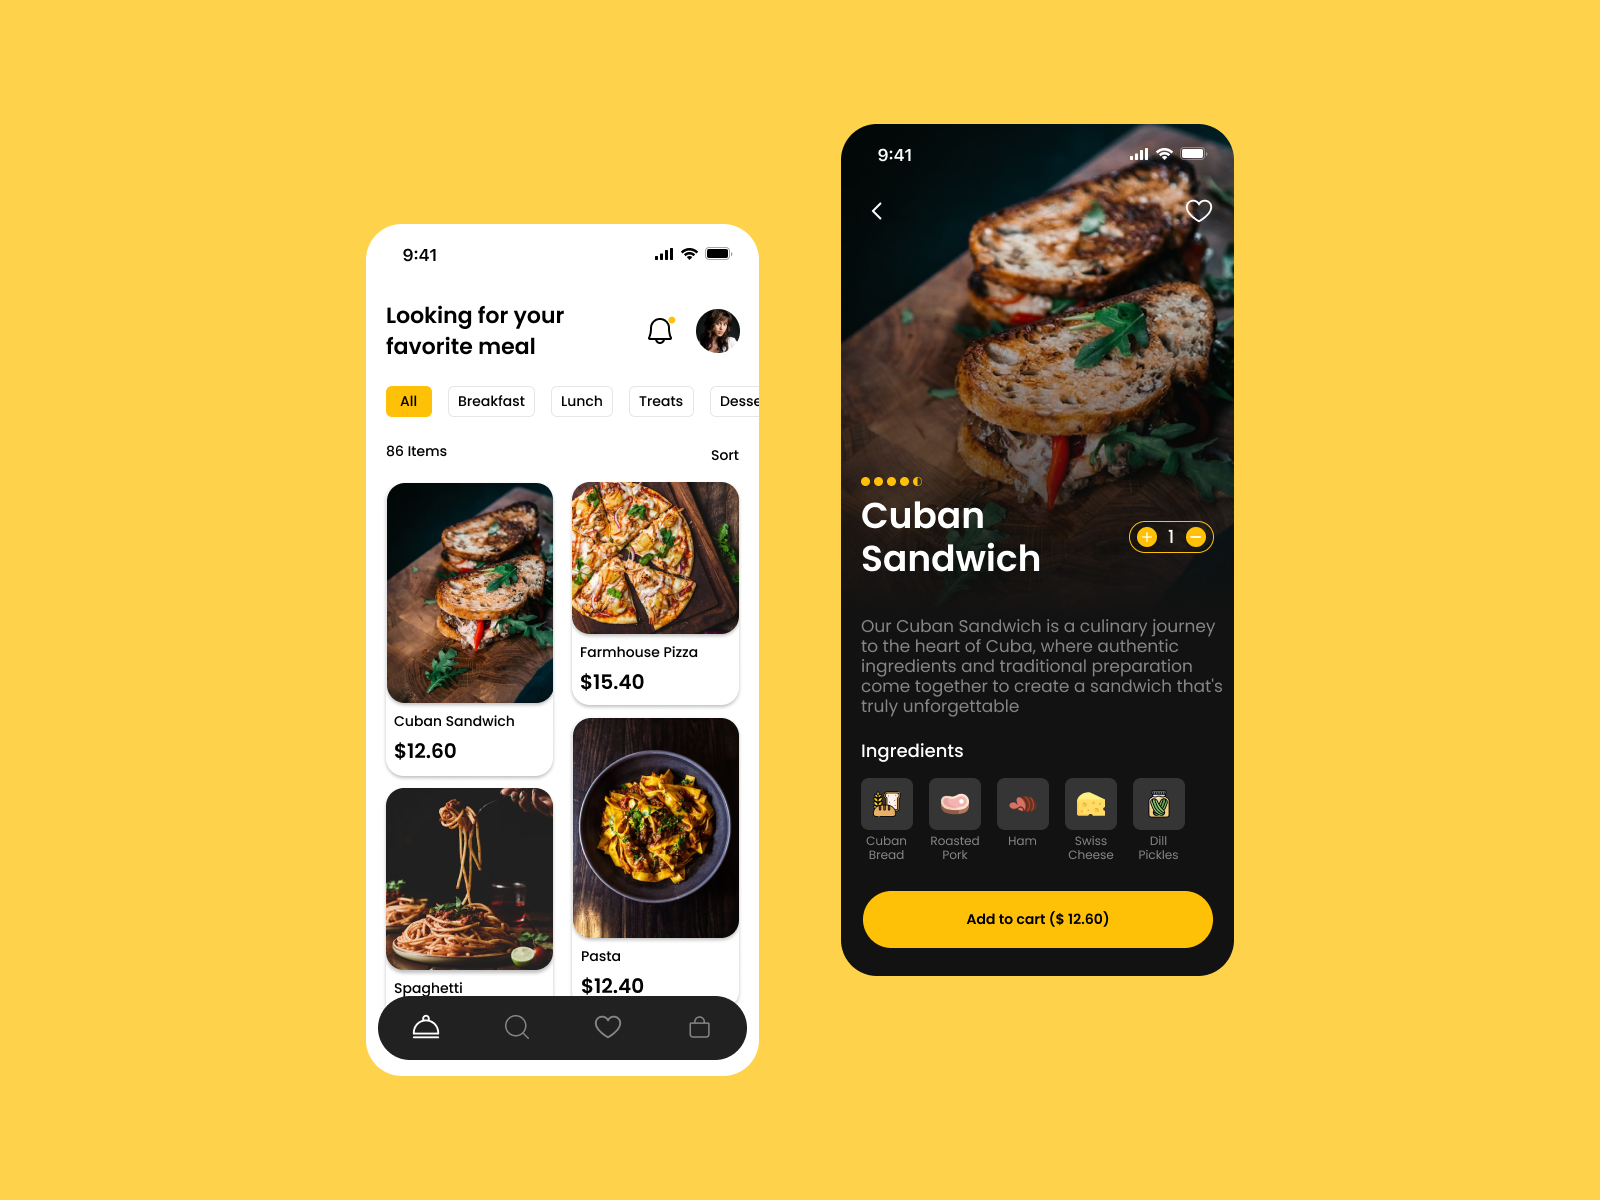 9:41
Looking for your
favorite meal
All
Breakfast
Lunch
Treats
Desse
86 Items
Sort
Cuban Sandwich
$12.60
Farmhouse Pizza
$15.40
Spaghetti
Pasta
$12.40
9:41
Cuban
Sandwich
1
Our Cuban Sandwich is a culinary journey
to the heart of Cuba, where authentic
ingredients and traditional preparation
come together to create a sandwich that's
truly unforgettable
Ingredients
Cuban
Bread
Roasted
Pork
Ham
Swiss
Cheese
Dill
Pickles
Add to cart ($ 12.60)